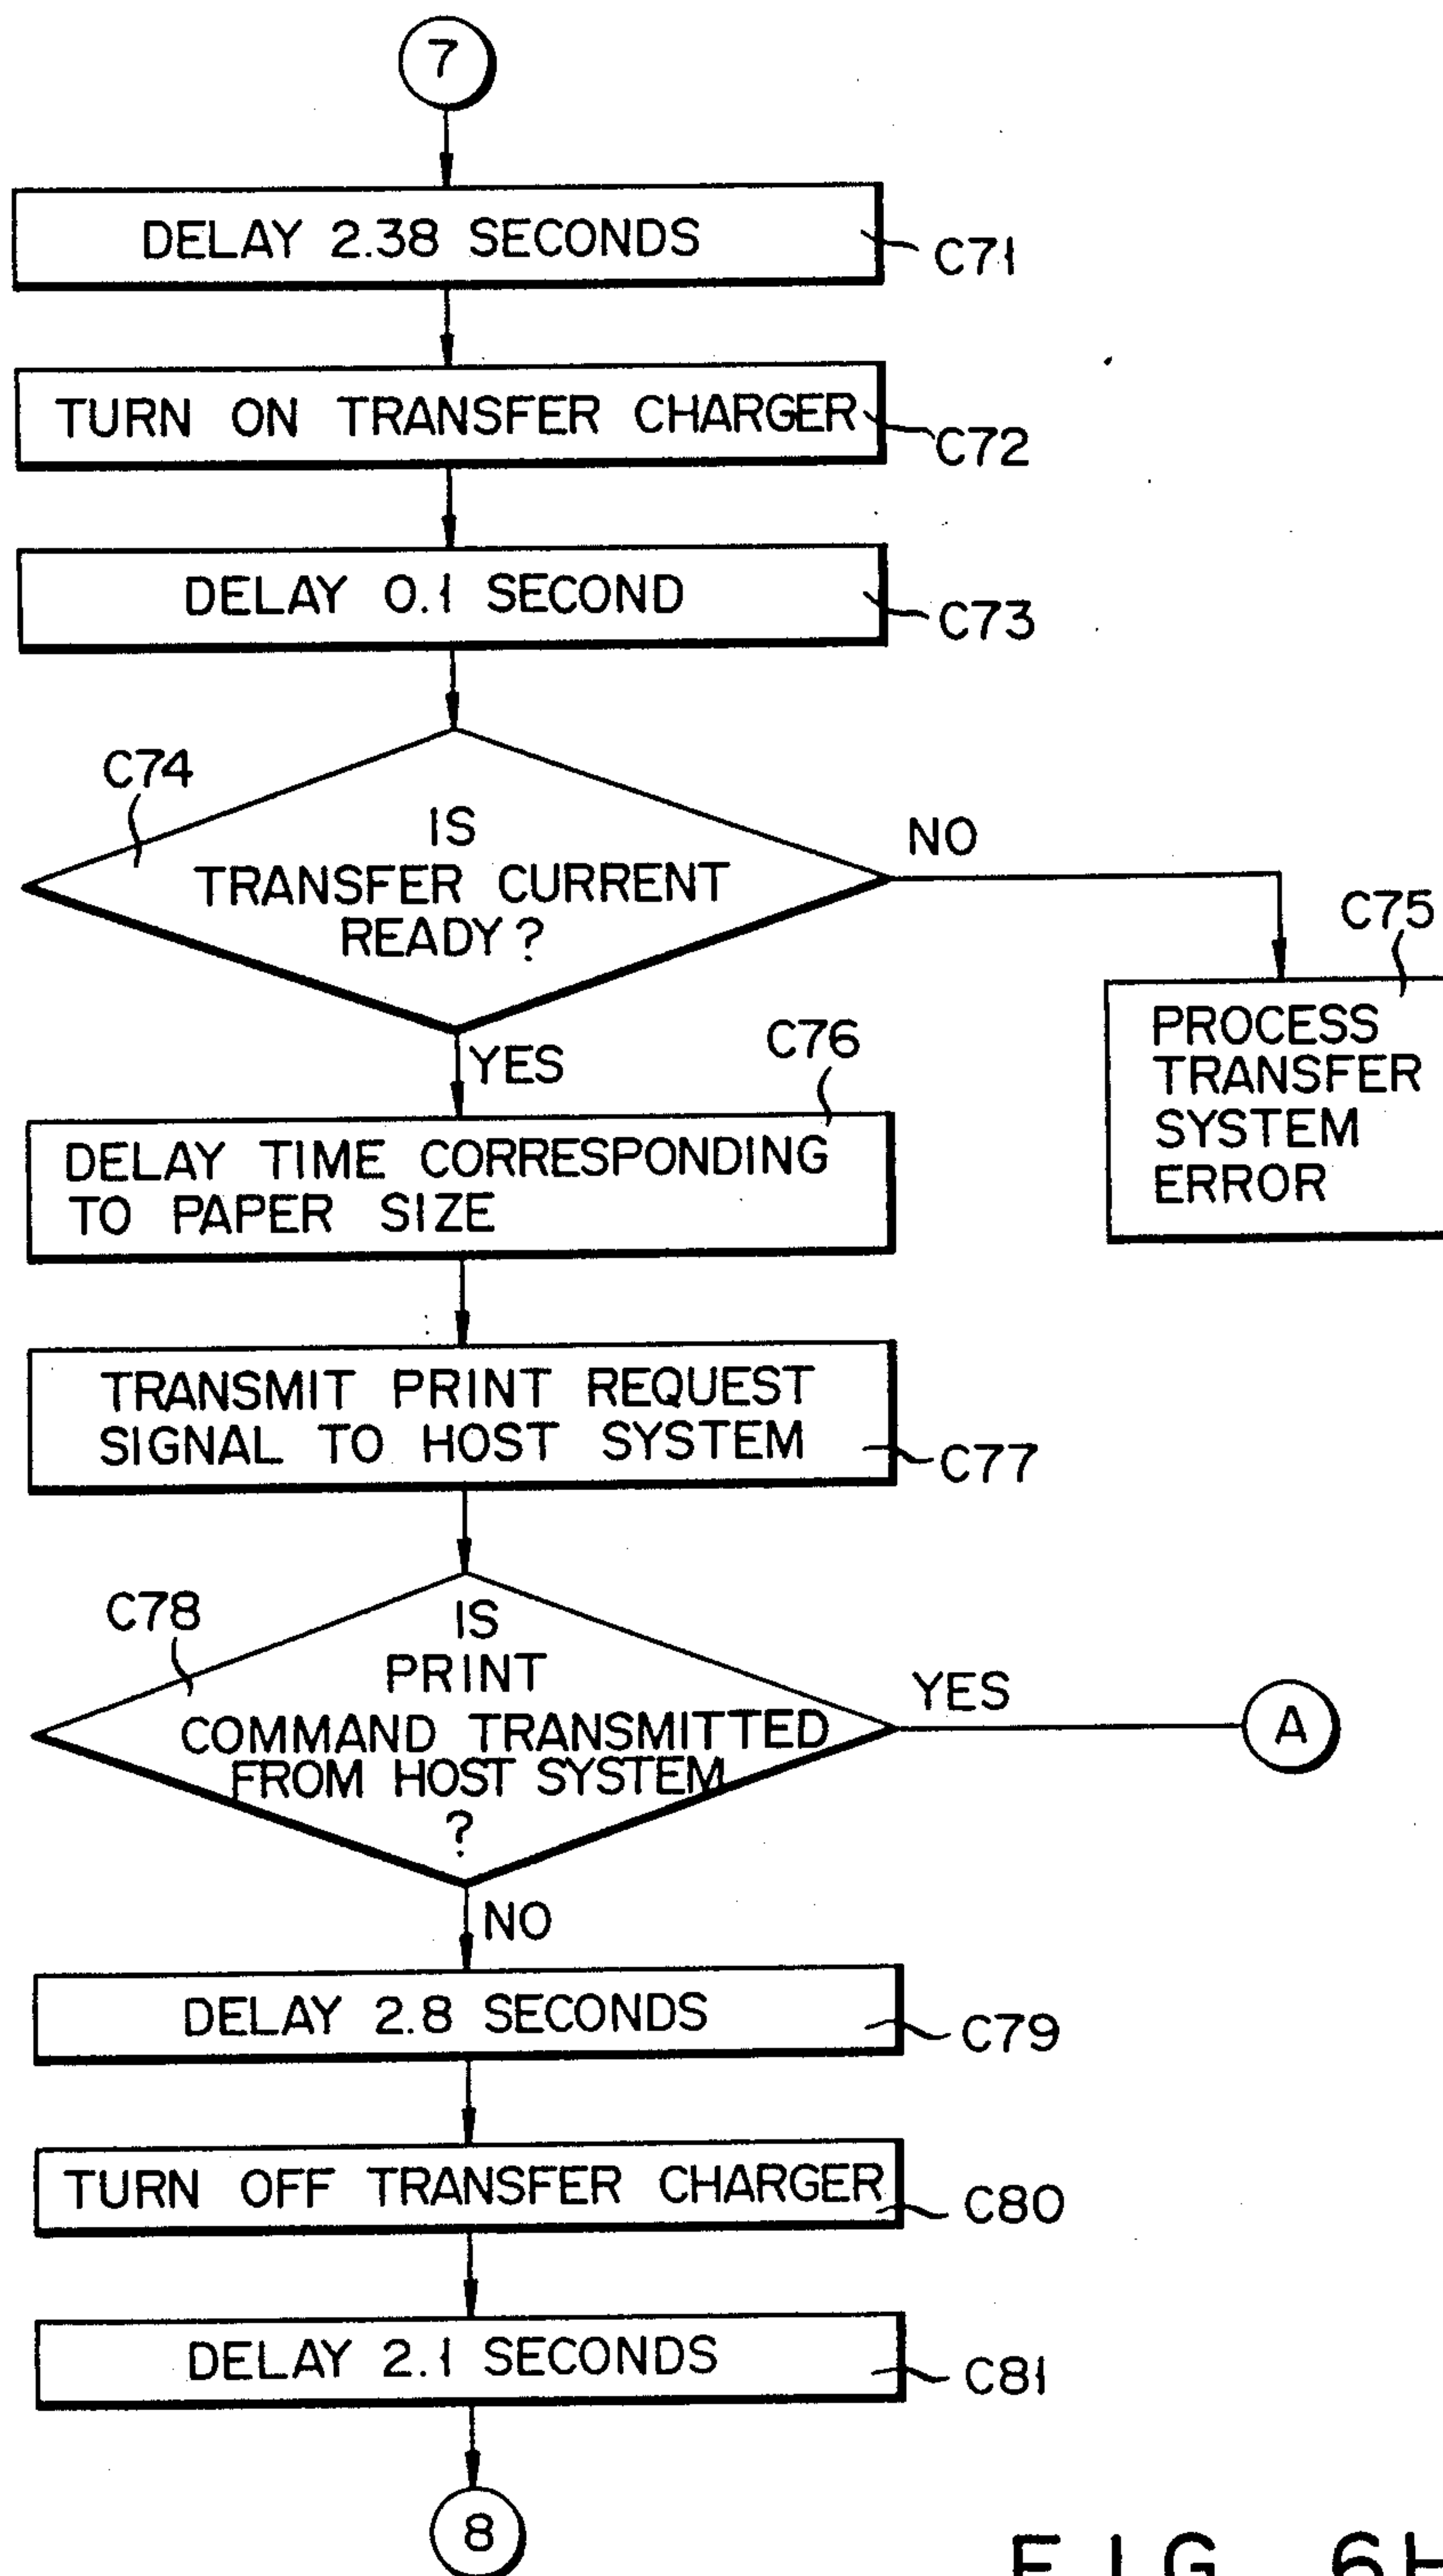 7
DELAY 2.38 SECONDS
C71
TURN ON TRANSFER CHARGER
C72
DELAY 0.1 SECOND
C73
C74
IS
TRANSFER CURRENT
READY?
NO
C75
PROCESS
TRANSFER
SYSTEM
ERROR
YES
C76
DELAY TIME CORRESPONDING
TO PAPER SIZE
TRANSMIT PRINT REQUEST
SIGNAL TO HOST SYSTEM
C77
C78
IS
PRINT
COMMAND TRANSMITTED
FROM HOST SYSTEM
?
YES
A
NO
DELAY 2.8 SECONDS
C79
TURN OFF TRANSFER CHARGER
C80
DELAY 2.1 SECONDS
C81
8
FIG. 6H